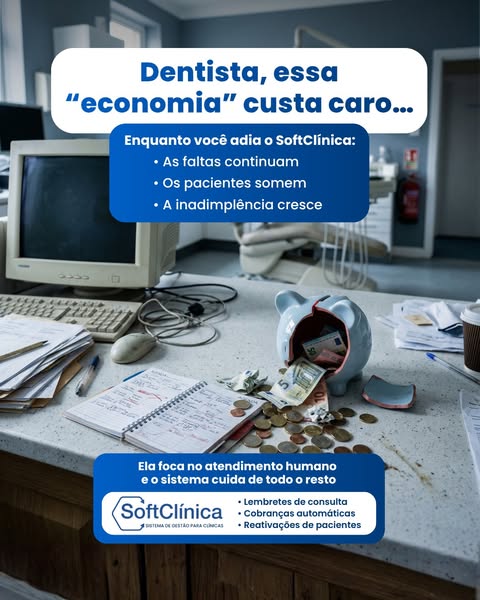 Dentista, essa
“economia” custa caro...
Enquanto você adia o SoftClínica:
• As faltas continuam
• Os pacientes somem
• A inadimplência cresce
Ela foca no atendimento humano
e o sistema cuida de todo o resto
SoftClínica
SISTEMA DE GESTÃO PARA CLÍNICAS
• Lembretes de consulta
• Cobranças automáticas
• Reativações de pacientes